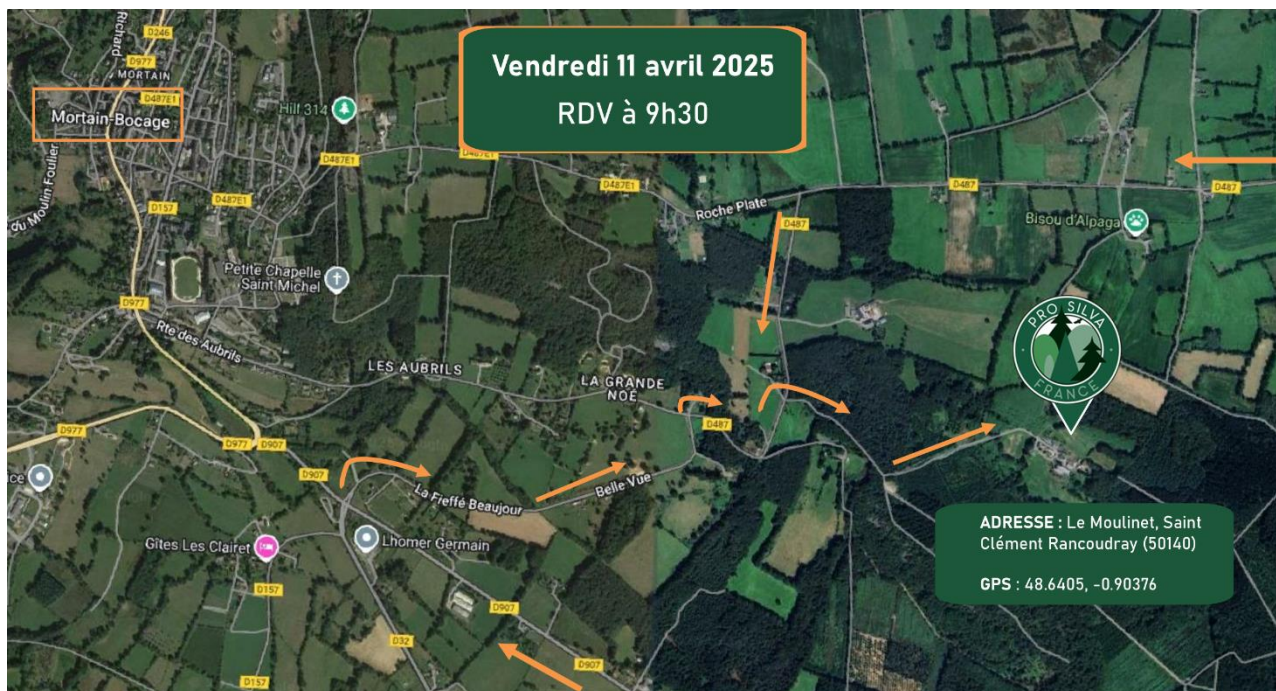 Vendredi 11 avril 2025
RDV à 9h30
D246
Richard
D977
MORTAIN
D487E1
Mortain-Bocage
Hill 314
D487E1
D487E1
D487E1
D487
D487
D487
Roche Plate
Bisou d'Alpaga
D157
D487E1
du Moulin Foulier
Petite Chapelle
Saint Michel
D977
Rte des Aubrils
LES AUBRILS
LA GRANDE
NOE
D487
PRO SILVA
FRANCE
D977
D977
D907
D907
La Fieffé Beaujour
Belle Vue
Gîtes Les Clairet
Lhomer Germain
D157
D907
D32
D907
D157
ADRESSE : Le Moulinet, Saint
Clément Rancoudray (50140)
GPS : 48.6405, -0.90376